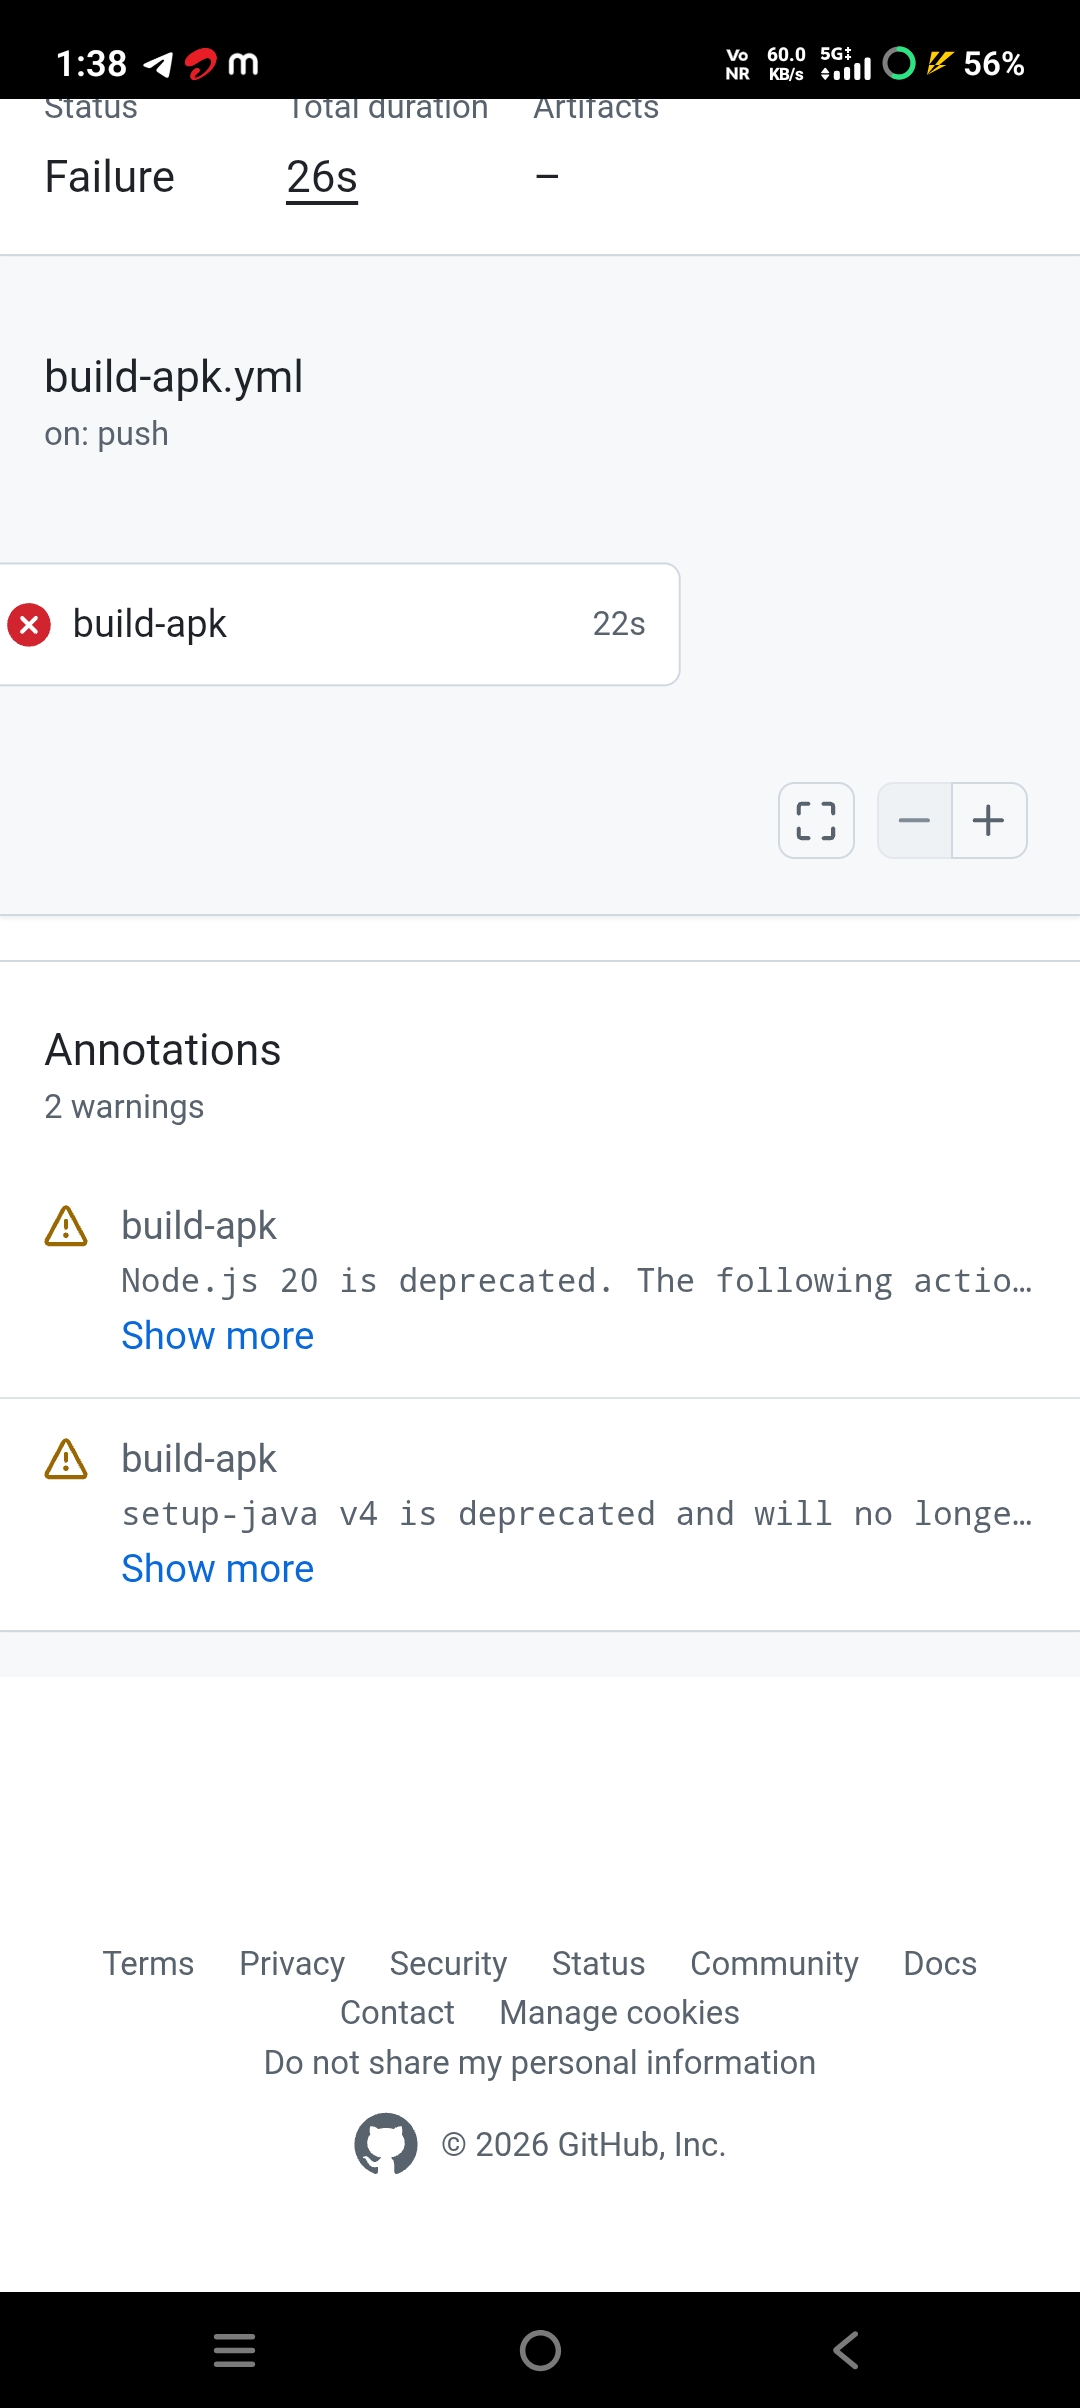 1:38
Vo NR
60.0 KB/s
5G
56%
Status Total duration Artifacts
Failure 26s –
build-apk.yml
on: push
build-apk 22s
Annotations
2 warnings
build-apk
Node.js 20 is deprecated. The following actio…
Show more
build-apk
setup-java v4 is deprecated and will no longe…
Show more
Terms Privacy Security Status Community Docs
Contact Manage cookies
Do not share my personal information
© 2026 GitHub, Inc.